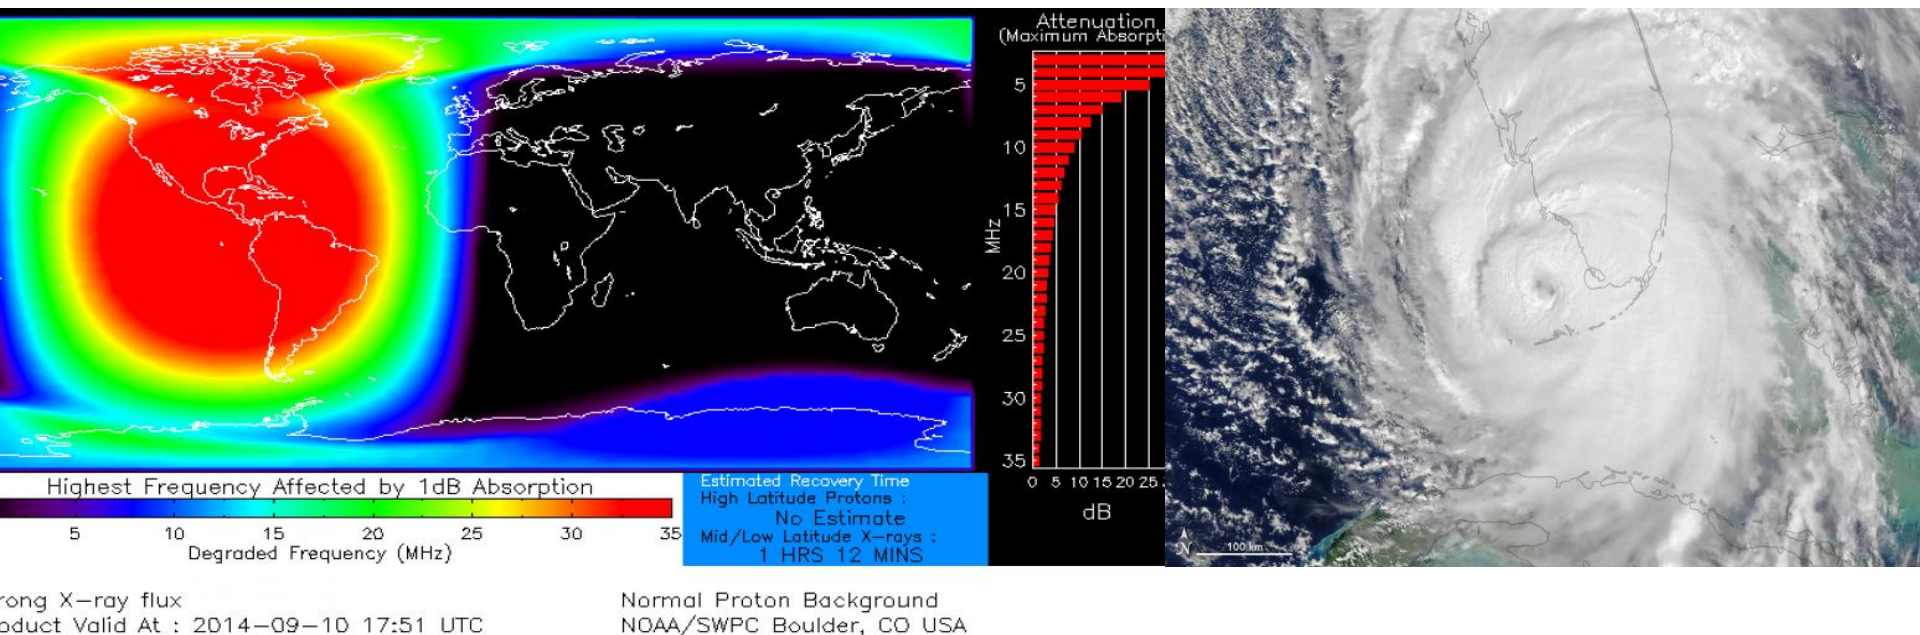 Attenuation
(Maximum Absorpti
5
10
15
20
25
30
35
MHz
0 5 10 15 20 25
dB
Highest Frequency Affected by 1dB Absorption
5 10 15 20 25 30 35
Degraded Frequency (MHz)
Estimated Recovery Time
High Latitude Protons :
No Estimate
Mid/Low Latitude X-rays :
1 HRS 12 MINS
rong X-ray flux
oduct Valid At : 2014-09-10 17:51 UTC
Normal Proton Background
NOAA/SWPC Boulder, CO USA
N
100 km